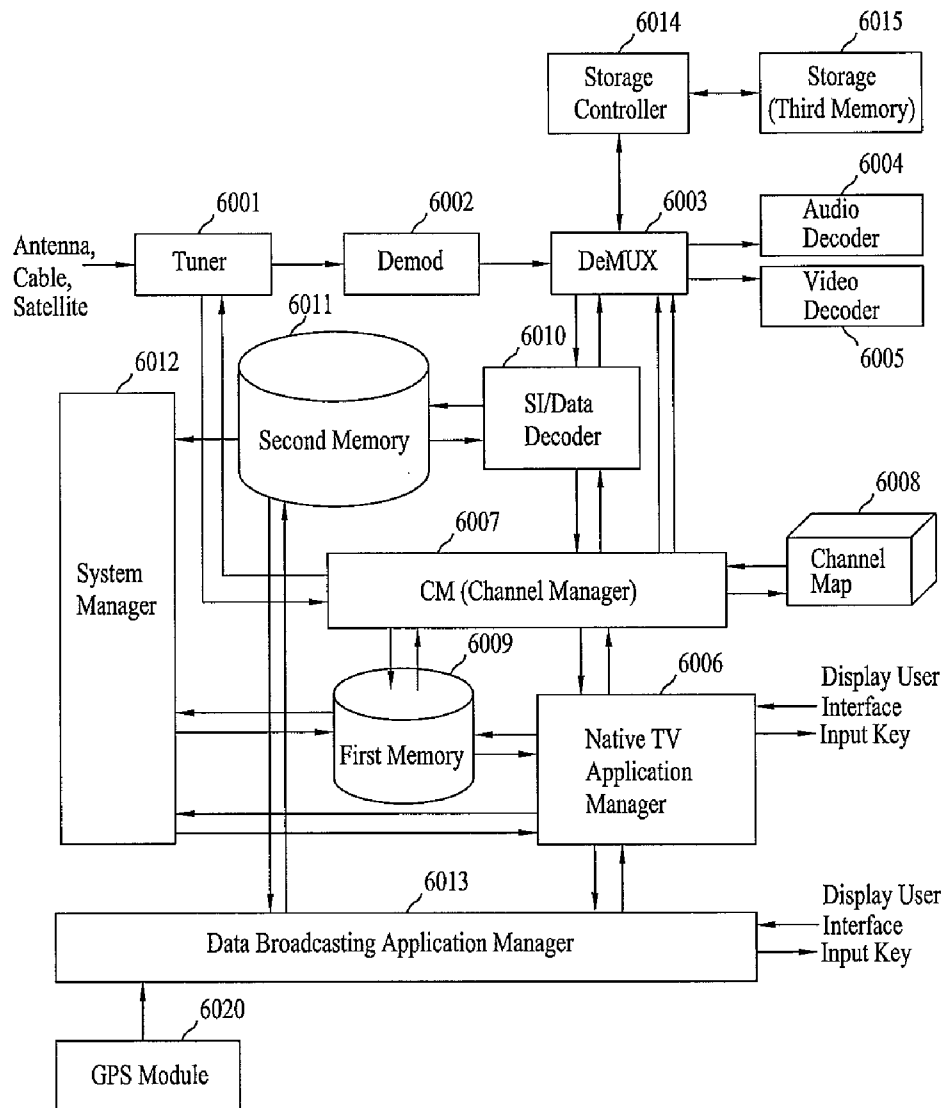 6014
6015
Storage
Controller
Storage
(Third Memory)
6001
6002
6003
6004
Antenna,
Cable,
Satellite
Tuner
Demod
DeMUX
Audio
Decoder
Video
Decoder
6005
6011
6010
6012
Second Memory
SI/Data
Decoder
6008
6007
System
Manager
CM (Channel Manager)
Channel
Map
6009
6006
First Memory
Native TV
Application
Manager
Display User
Interface
Input Key
6013
Data Broadcasting Application Manager
Display User
Interface
Input Key
6020
GPS Module